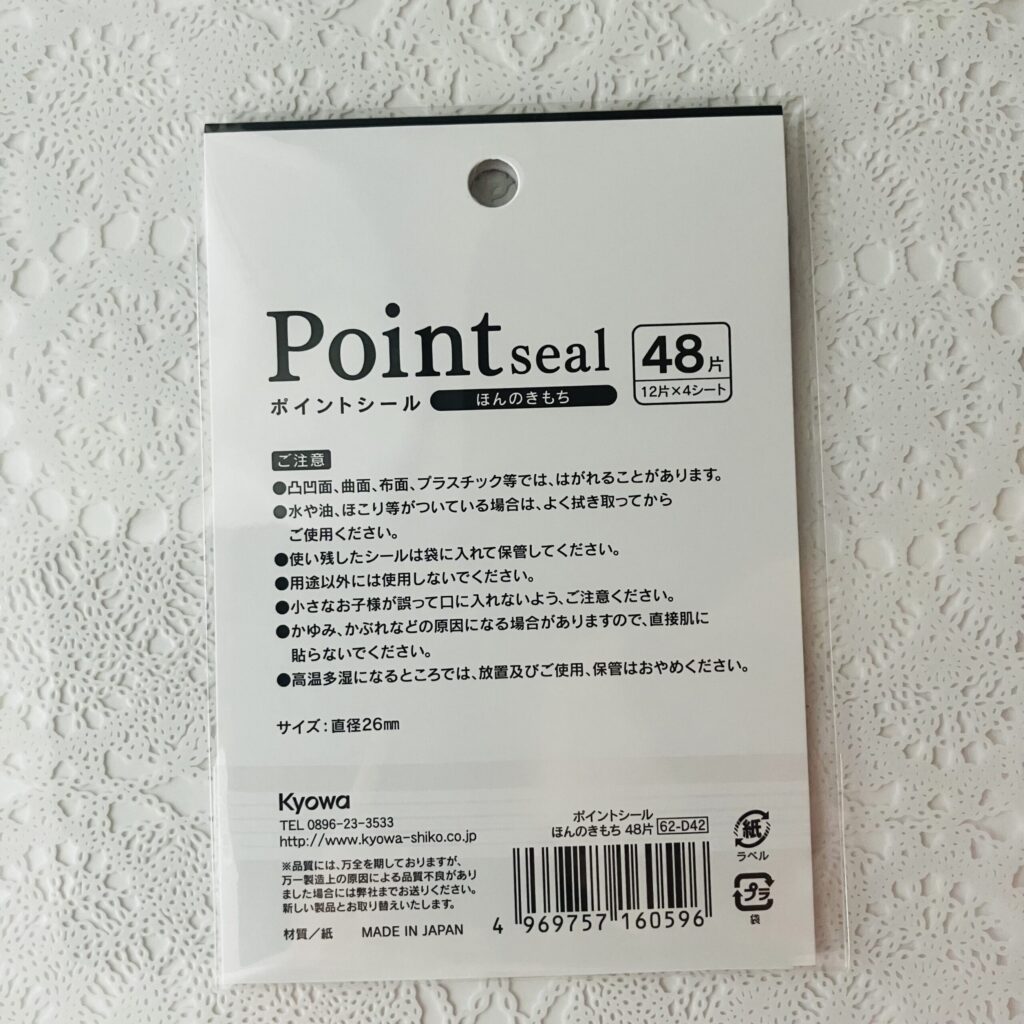 Point seal
48片
12片×4シート
ポイントシール ほんのきもち
ご注意
●凸凹面、曲面、布面、プラスチック等では、はがれることがあります。
●水や油、ほこり等がついている場合は、よく拭き取ってから
ご使用ください。
●使い残したシールは袋に入れて保管してください。
●用途以外には使用しないでください。
●小さなお子様が誤って口に入れないよう、ご注意ください。
●かゆみ、かぶれなどの原因になる場合がありますので、直接肌に
貼らないでください。
●高温多湿になるところでは、放置及びご使用、保管はおやめください。
サイズ：直径26㎜
Kyowa
TEL 0896-23-3533
http://www.kyowa-shiko.co.jp
※品質には、万全を期しておりますが、
万一製造上の原因による品質不良があり
ました場合には弊社までお送りください。
新しい製品とお取り替えいたします。
材質／紙 MADE IN JAPAN
ポイントシール
ほんのきもち 48片 62-D42
4 969757 160596
紙
ラベル
プラ
袋